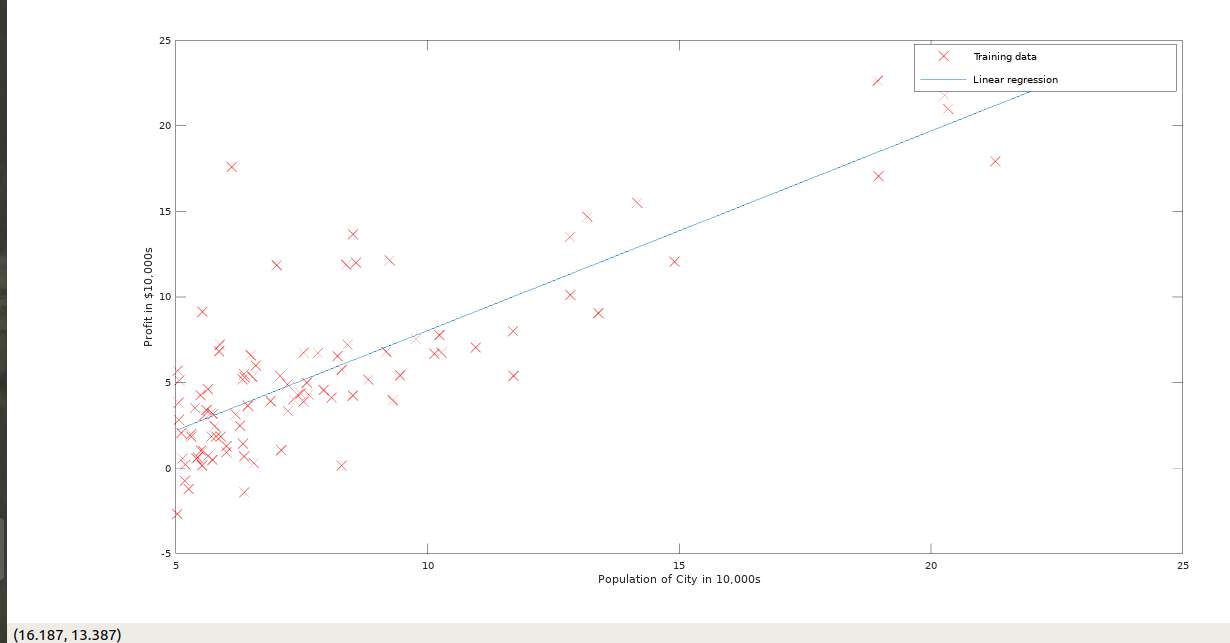 25
Training data
Linear regression
20
15
Profit in $10,000s
10
5
0
-5
5 10 15 20 25
Population of City in 10,000s
(16.187, 13.387)